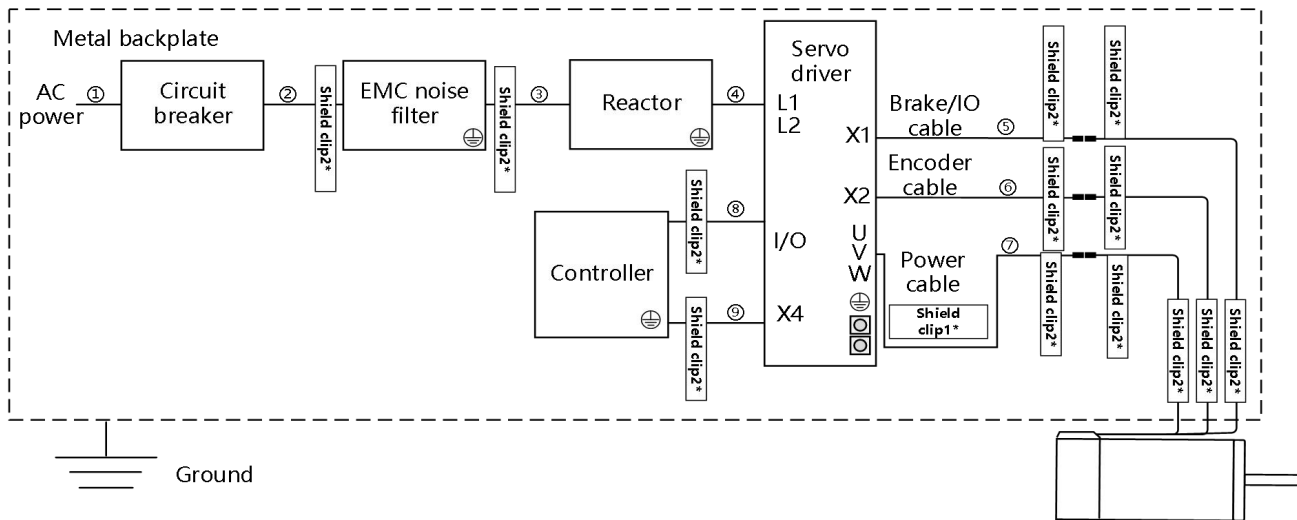 Metal backplate
AC
power
①
Circuit
breaker
②
Shield clip2*
EMC noise
filter
Shield clip2*
③
Reactor
④
Servo
driver
L1
L2
X1
X2
U
V
W
I/O
X4
Brake/IO
cable
⑤
Shield clip2*
Shield clip2*
Encoder
cable
⑥
Shield clip2*
Shield clip2*
Power
cable
⑦
Shield
clip1*
Shield clip2*
Shield clip2*
Controller
Shield clip2*
⑧
Shield clip2*
⑨
Shield clip2*
Shield clip2*
Shield clip2*
Ground